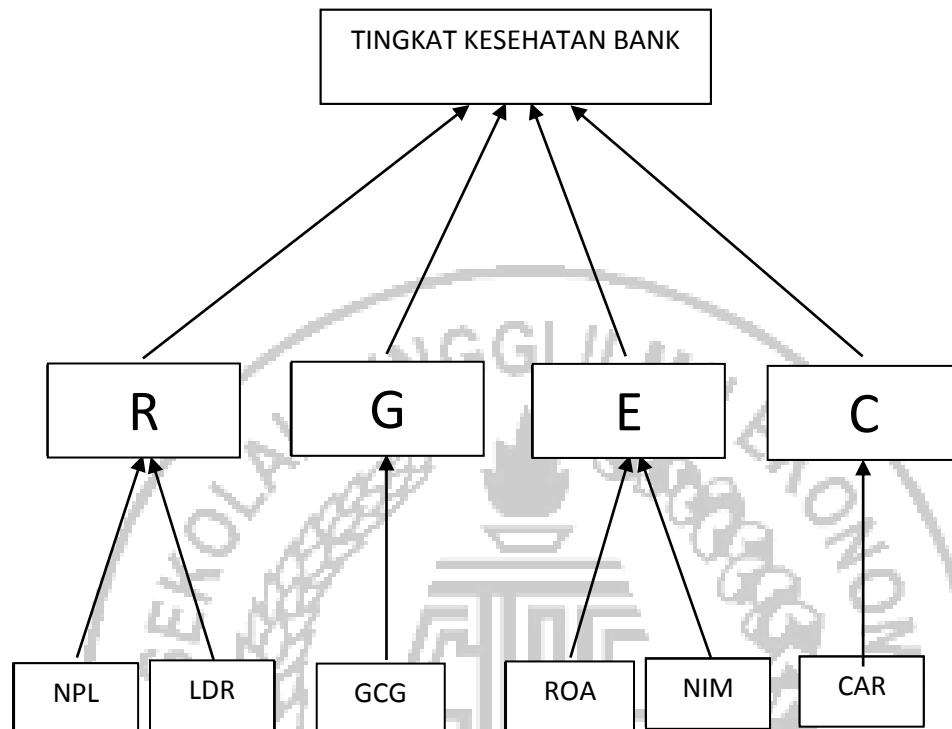 TINGKAT KESEHATAN BANK
R
G
E
C
NPL
LDR
GCG
ROA
NIM
CAR